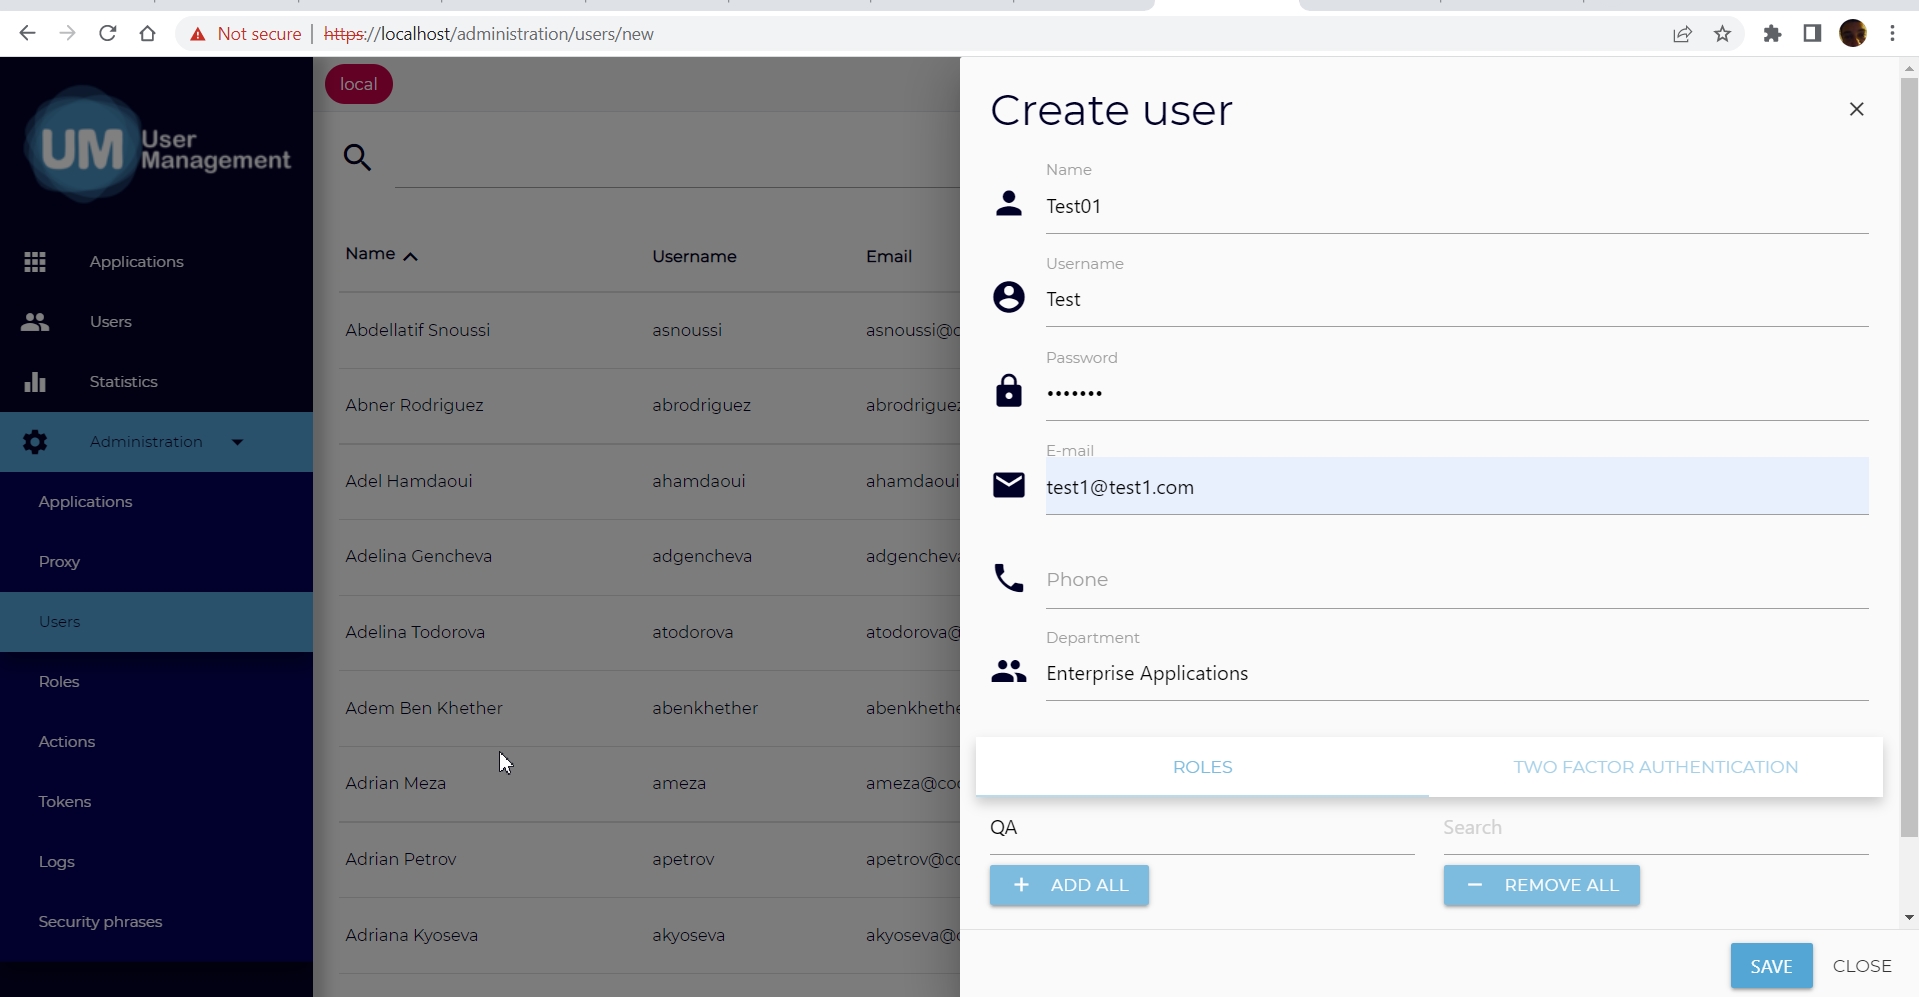 Not secure | https://localhost/administration/users/new
UM User Management
Applications
Users
Statistics
Administration
Applications
Proxy
Users
Roles
Actions
Tokens
Logs
Security phrases
local
Name Username Email
Abdellatif Snoussi asnoussi asnoussi@c
Abner Rodriguez abrodriguez abrodriguez
Adel Hamdaoui ahamdaoui ahamdaoui
Adelina Gencheva adgencheva adgencheva
Adelina Todorova atodorova atodorova@
Adem Ben Khether abenkhether abenkhethe
Adrian Meza ameza ameza@coc
Adrian Petrov apetrov apetrov@cc
Adriana Kyoseva akyoseva akyoseva@c
Create user
Name
Test01
Username
Test
Password
•••••••
E-mail
test1@test1.com
Phone
Department
Enterprise Applications
ROLES TWO FACTOR AUTHENTICATION
QA Search
+ ADD ALL − REMOVE ALL
SAVE CLOSE